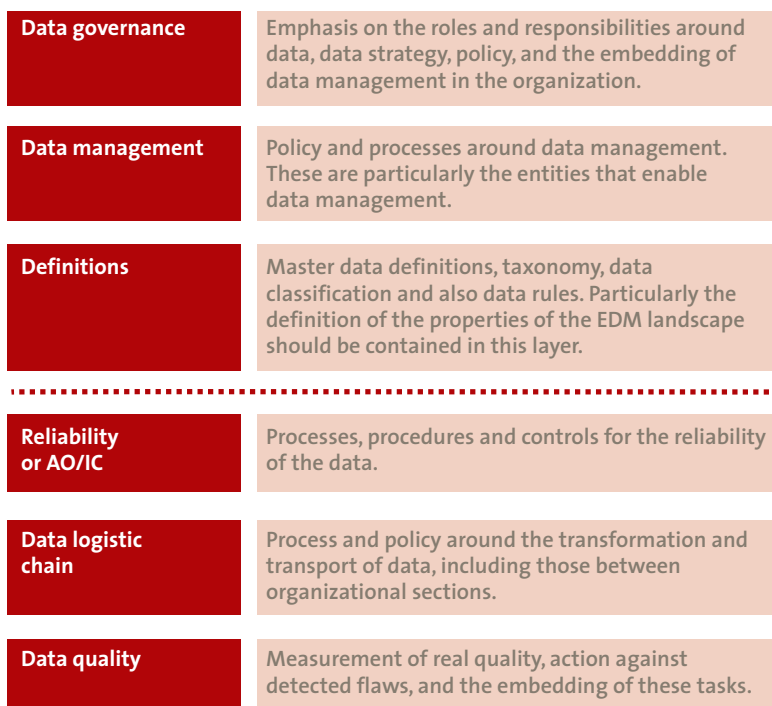 Data governance
Emphasis on the roles and responsibilities around
data, data strategy, policy, and the embedding of
data management in the organization.
Data management
Policy and processes around data management.
These are particularly the entities that enable
data management.
Definitions
Master data definitions, taxonomy, data
classification and also data rules. Particularly the
definition of the properties of the EDM landscape
should be contained in this layer.
Reliability
or AO/IC
Processes, procedures and controls for the reliability
of the data.
Data logistic
chain
Process and policy around the transformation and
transport of data, including those between
organizational sections.
Data quality
Measurement of real quality, action against
detected flaws, and the embedding of these tasks.